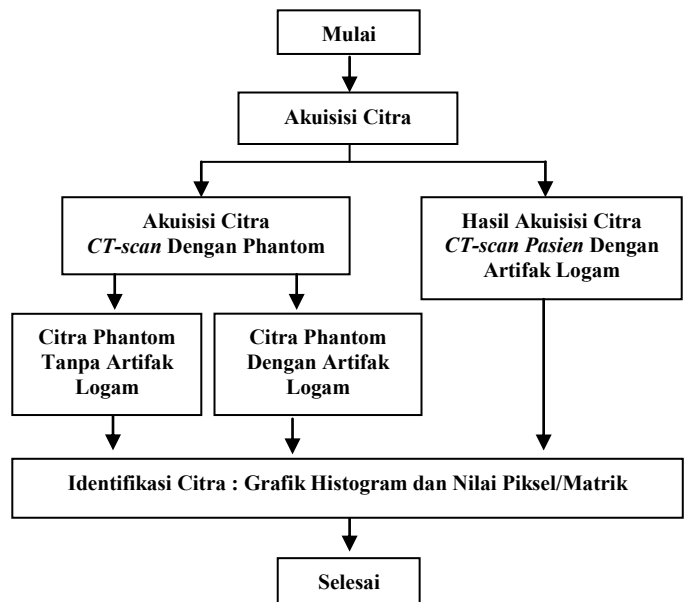 Mulai
Akuisisi Citra
Akuisisi Citra
CT-scan Dengan Phantom
Hasil Akuisisi Citra
CT-scan Pasien Dengan
Artifak Logam
Citra Phantom
Tanpa Artifak
Logam
Citra Phantom
Dengan Artifak
Logam
Identifikasi Citra : Grafik Histogram dan Nilai Piksel/Matrik
Selesai